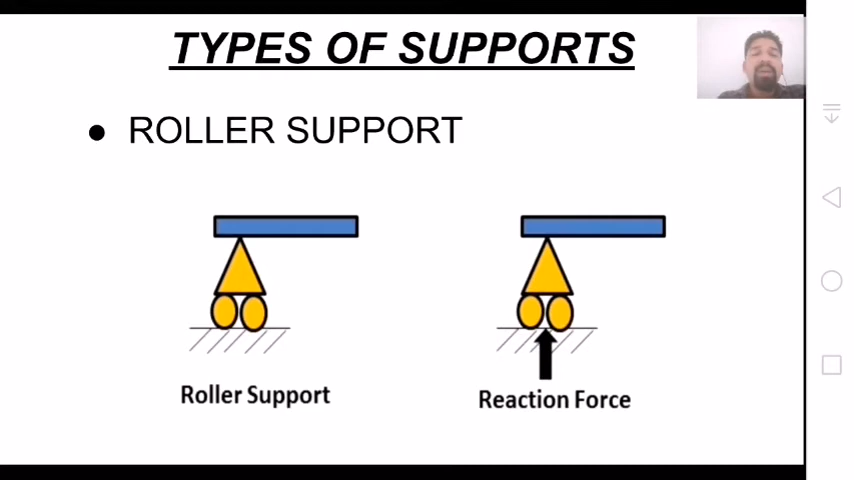 TYPES OF SUPPORTS
● ROLLER SUPPORT
Roller Support
Reaction Force